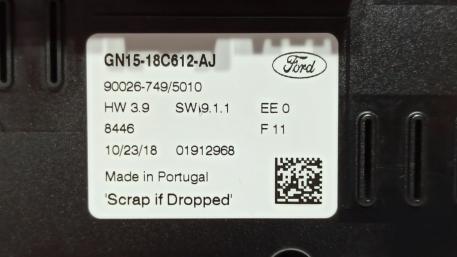 GN15-18C612-AJ
Ford
90026-749/5010
HW 3.9 SW 9.1.1 EE 0
8446 F 11
10/23/18 01912968
Made in Portugal
'Scrap if Dropped'